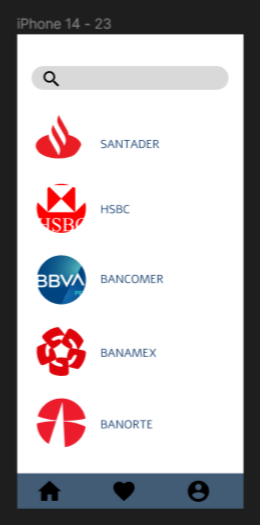 iPhone 14 - 23
SANTADER
HSBC
HSBC
BBVA
BANCOMER
BANAMEX
BANORTE